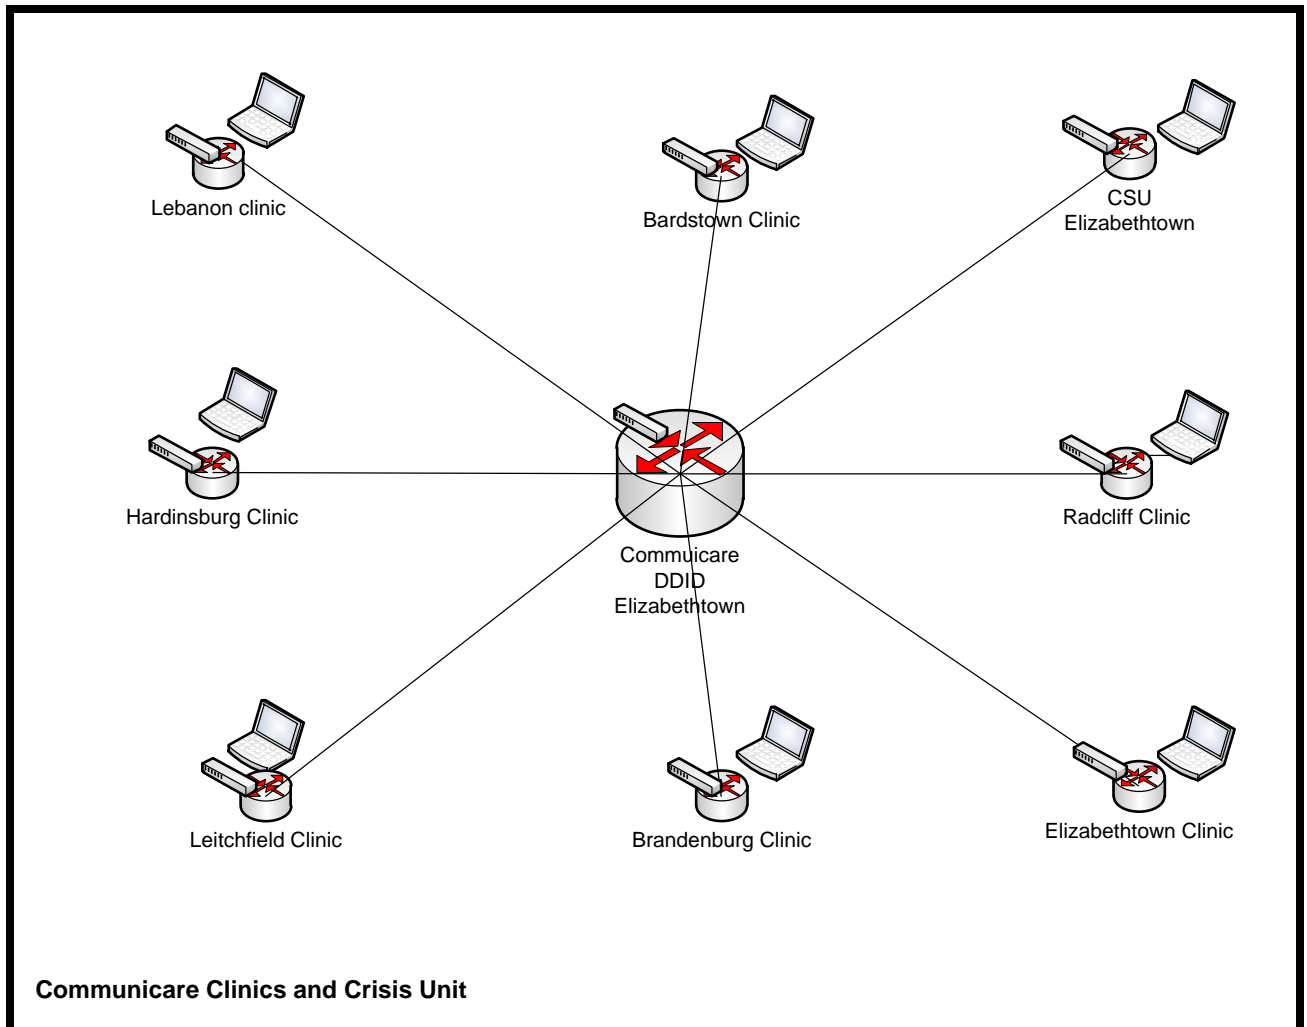 Lebanon clinic
Bardstown Clinic
CSU
Elizabethtown
Hardinsburg Clinic
Commuicare
DDID
Elizabethtown
Radcliff Clinic
Leitchfield Clinic
Brandenburg Clinic
Elizabethtown Clinic
Communicare Clinics and Crisis Unit